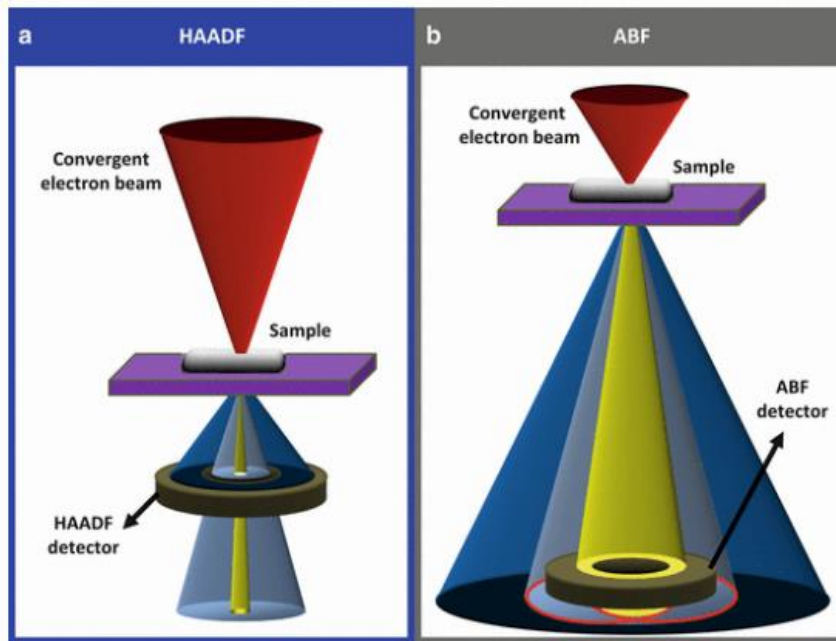 a
HAADF
Convergent
electron beam
Sample
HAADF
detector
b
ABF
Convergent
electron beam
Sample
ABF
detector